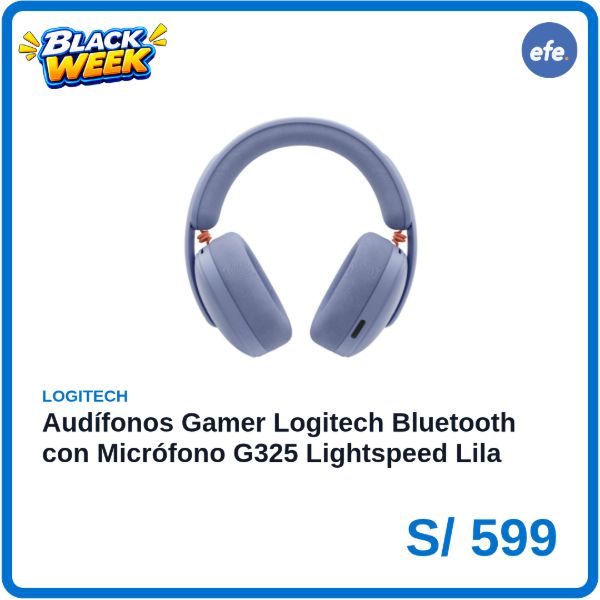 BLACK
WEEK
efe.
LOGITECH
Audífonos Gamer Logitech Bluetooth
con Micrófono G325 Lightspeed Lila
S/ 599